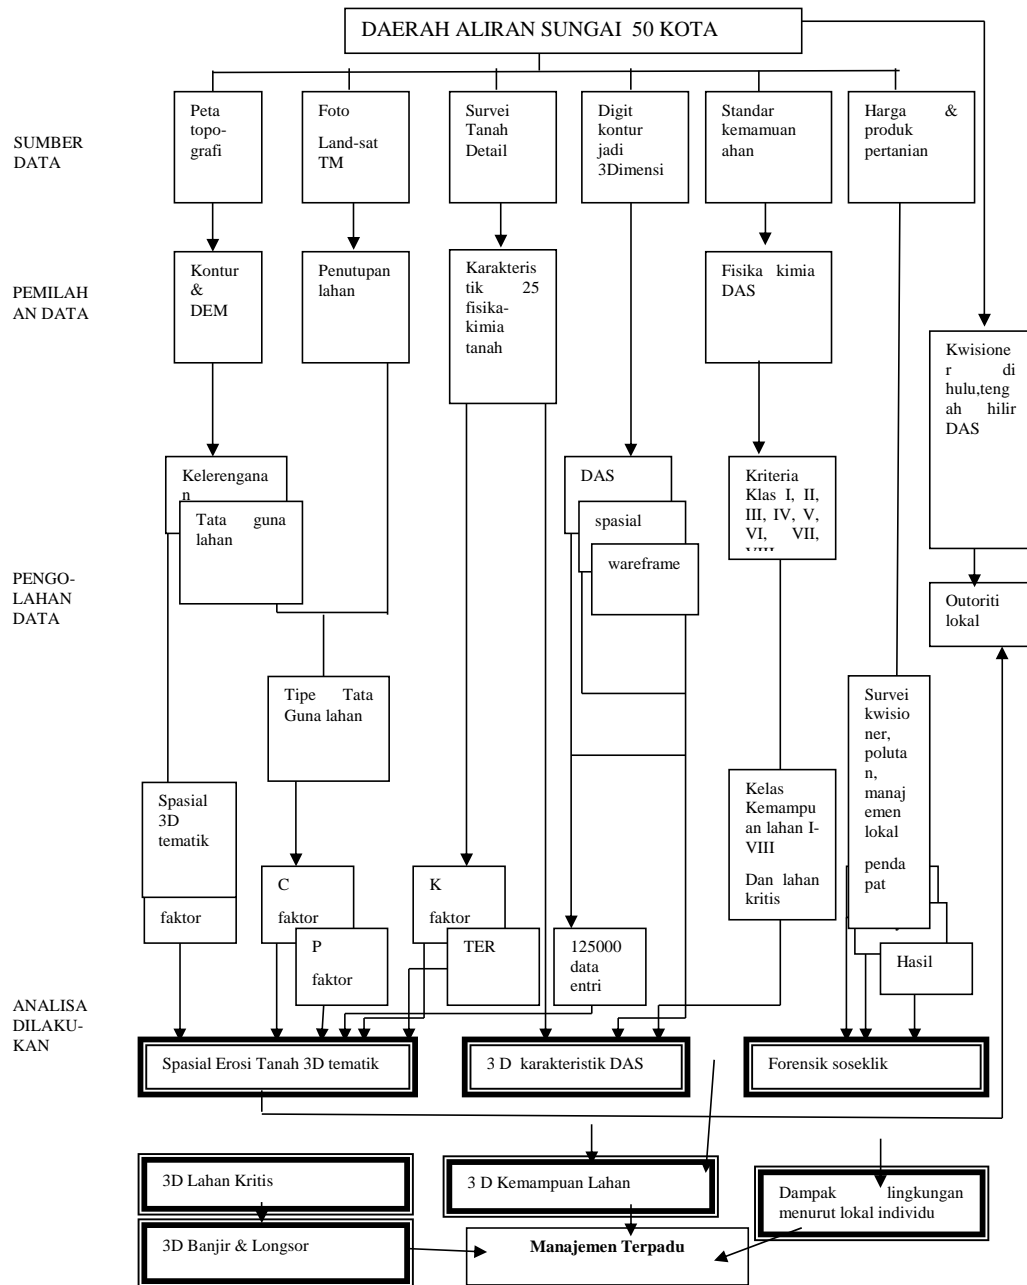 DAERAH ALIRAN SUNGAI 50 KOTA
SUMBER
DATA
Peta
topo-
grafi
Foto
Land-sat
TM
Survei
Tanah
Detail
Digit
kontur
jadi
3Dimensi
Standar
kemamuan
ahan
Harga &
produk
pertanian
PEMILAH
AN DATA
Kontur
&
DEM
Penutupan
lahan
Karakteris
tik 25
fisika-
kimia
tanah
Fisika kimia
DAS
Kwisione
r di
hulu,teng
ah hilir
DAS
PENGO-
LAHAN
DATA
Kelerengana
n
Tata guna
lahan
DAS
spasial
wareframe
Kriteria
Klas I, II,
III, IV, V,
VI, VII,
VIII
Outoriti
lokal
Tipe Tata
Guna lahan
Survei
kwisio
ner,
poluta
n,
manaj
emen
lokal
penda
pat
Spasial
3D
tematik
faktor
Kelas
Kemampu
an lahan I-
VIII
Dan lahan
kritis
C
faktor
P
faktor
K
faktor
TER
125000
data
entri
Hasil
ANALISA
DILAKU-
KAN
Spasial Erosi Tanah 3D tematik
3 D karakteristik DAS
Forensik soseklik
3D Lahan Kritis
3 D Kemampuan Lahan
Dampak lingkungan
menurut lokal individu
3D Banjir & Longsor
Manajemen Terpadu